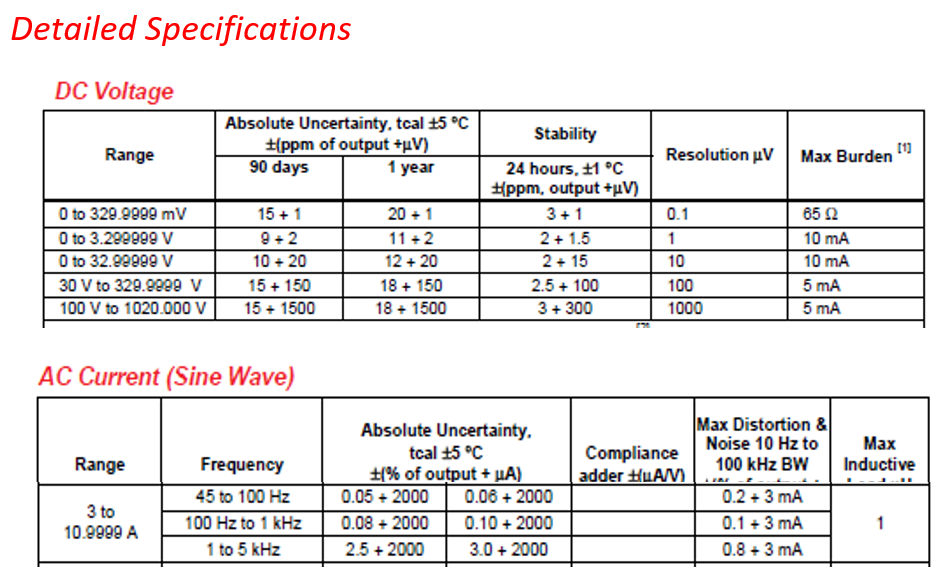 Detailed Specifications
DC Voltage
Range
Absolute Uncertainty, tcal ±5 ºC
±(ppm of output +µV)
90 days
1 year
Stability
24 hours, ±1 ºC
±(ppm, output +µV)
Resolution µV
Max Burden [1]
0 to 329.9999 mV 15 + 1 20 + 1 3 + 1 0.1 65 Ω
0 to 3.299999 V 9 + 2 11 + 2 2 + 1.5 1 10 mA
0 to 32.99999 V 10 + 20 12 + 20 2 + 15 10 10 mA
30 V to 329.9999 V 15 + 150 18 + 150 2.5 + 100 100 5 mA
100 V to 1020.000 V 15 + 1500 18 + 1500 3 + 300 1000 5 mA
AC Current (Sine Wave)
Range
Frequency
Absolute Uncertainty,
tcal ±5 ºC
±(% of output + µA)
Compliance
adder ±(µA/V)
Max Distortion &
Noise 10 Hz to
100 kHz BW
Max
Inductive
3 to
10.9999 A
45 to 100 Hz 0.05 + 2000 0.06 + 2000 0.2 + 3 mA
100 Hz to 1 kHz 0.08 + 2000 0.10 + 2000 0.1 + 3 mA 1
1 to 5 kHz 2.5 + 2000 3.0 + 2000 0.8 + 3 mA